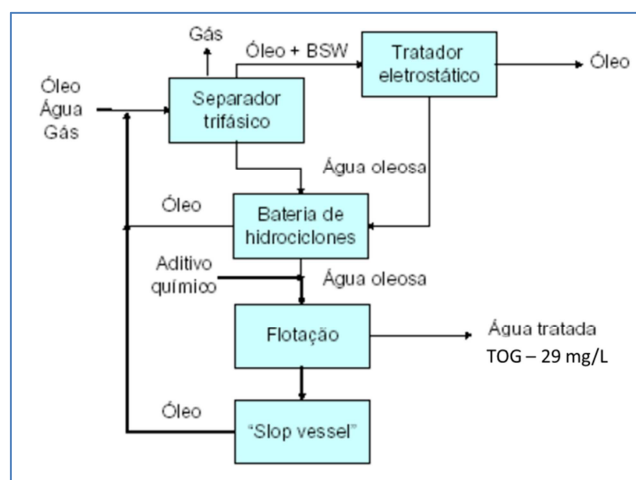 Gás
Óleo + BSW
Tratador
eletrostático
Óleo
Óleo
Água
Gás
Separador
trifásico
Água oleosa
Óleo
Bateria de
hidrociclones
Aditivo
químico
Água oleosa
Flotação
Água tratada
TOG – 29 mg/L
Óleo
“Slop vessel”